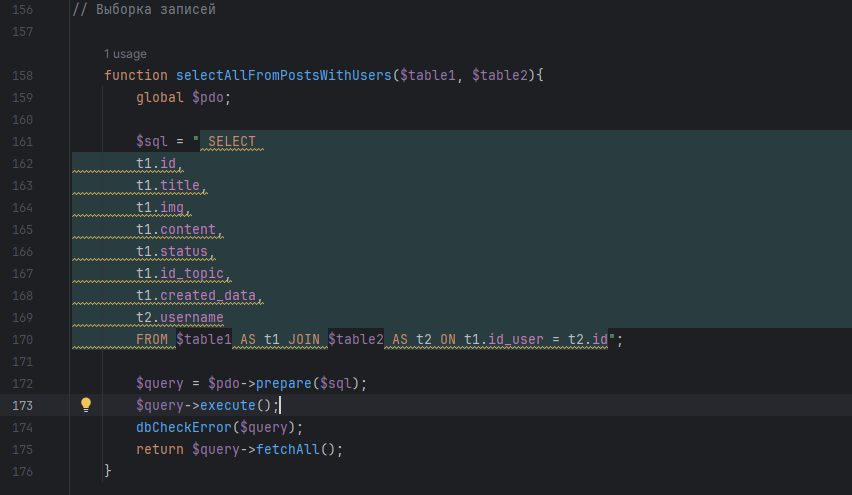 156 // Выборка записей
157
1 usage
158 function selectAllFromPostsWithUsers($table1, $table2){
159 global $pdo;
160
161 $sql = " SELECT
162 t1.id,
163 t1.title,
164 t1.img,
165 t1.content,
166 t1.status,
167 t1.id_topic,
168 t1.created_data,
169 t2.username
170 FROM $table1 AS t1 JOIN $table2 AS t2 ON t1.id_user = t2.id";
171
172 $query = $pdo->prepare($sql);
173 $query->execute();
174 dbCheckError($query);
175 return $query->fetchAll();
176 }